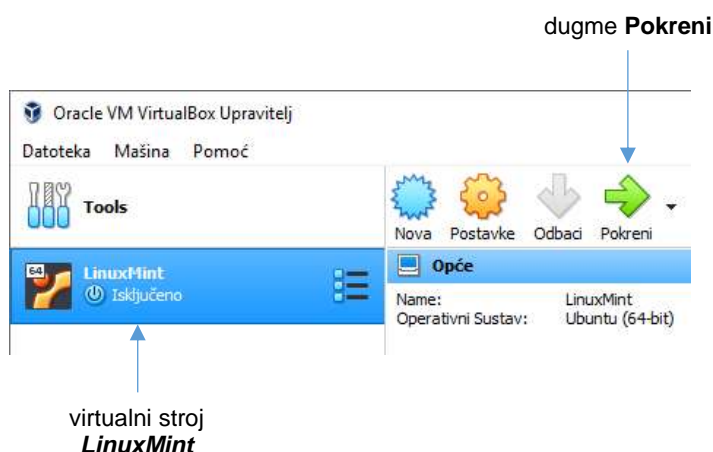 dugme Pokreni
Oracle VM VirtualBox Upravitelj
Datoteka Mašina Pomoć
Tools
Nova Postavke Odbaci Pokreni
64
LinuxMint
Isključeno
Opće
Name: LinuxMint
Operativni Sustav: Ubuntu (64-bit)
virtualni stroj
LinuxMint